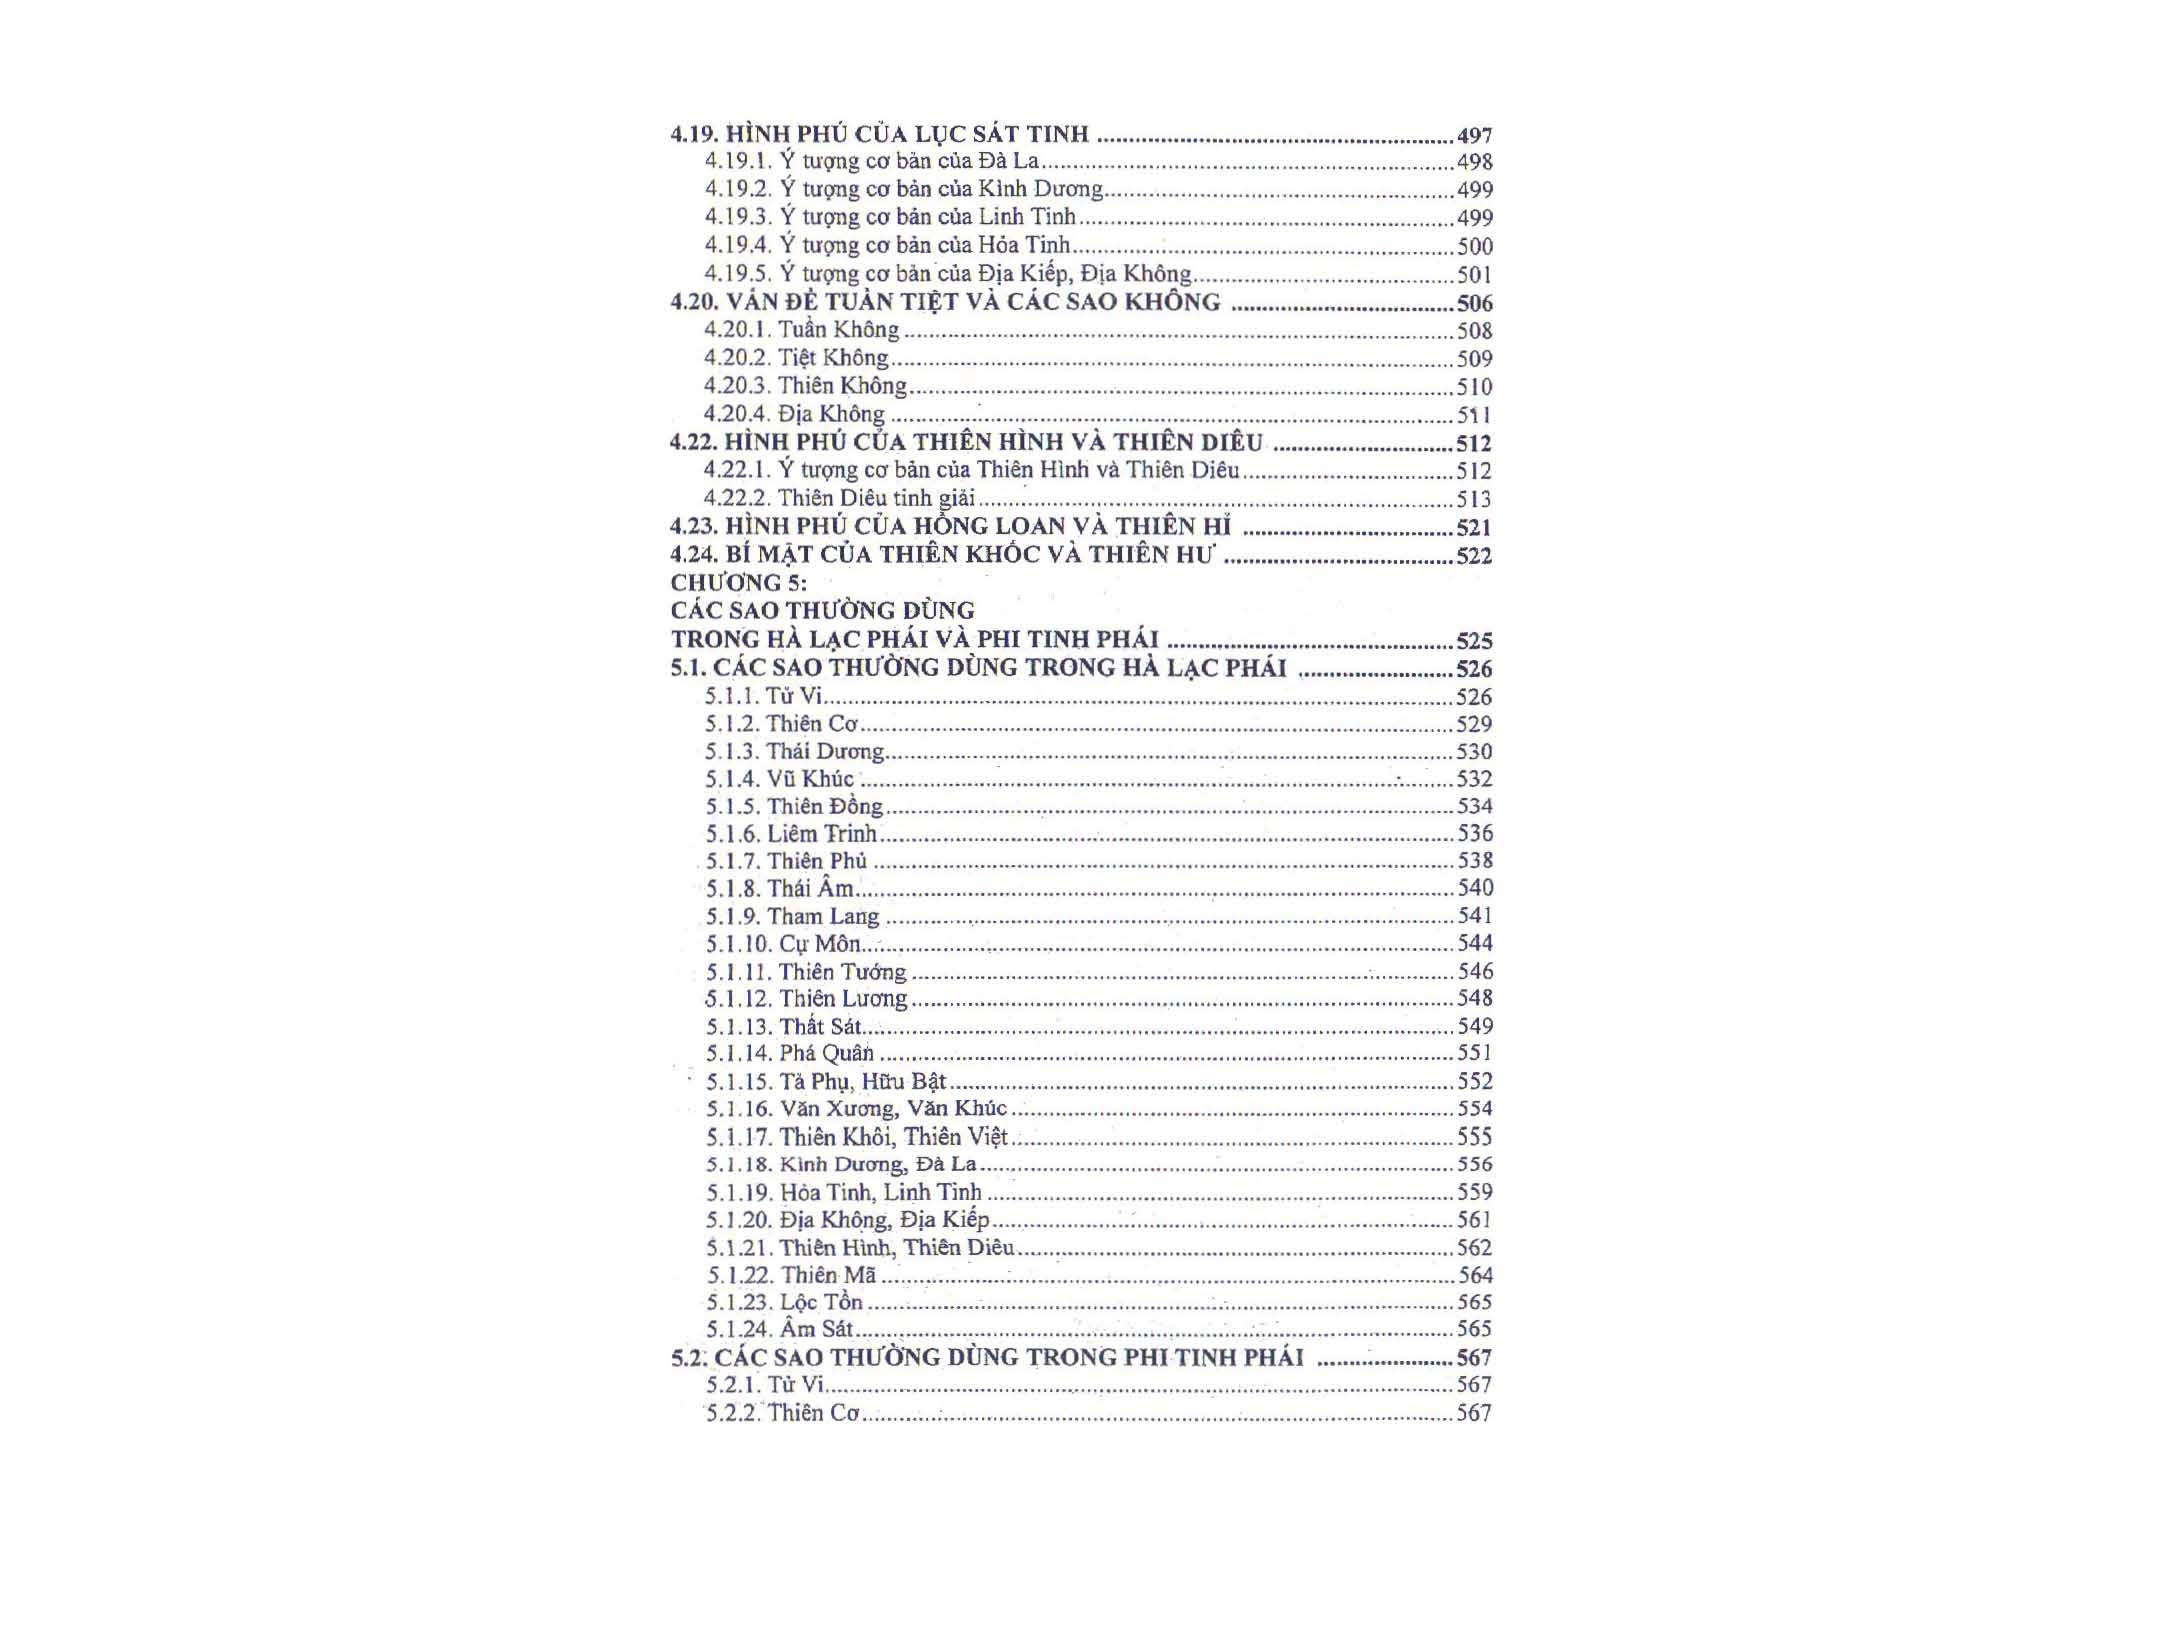 4.19. HÌNH PHÚ CỦA LỤC SÁT TINH ........ 497
4.19.1. Ý tượng cơ bản của Đà La ........ 498
4.19.2. Ý tượng cơ bản của Kình Dương ........ 499
4.19.3. Ý tượng cơ bản của Linh Tinh ........ 499
4.19.4. Ý tượng cơ bản của Hỏa Tinh ........ 500
4.19.5. Ý tượng cơ bản của Địa Kiếp, Địa Không ........ 501
4.20. VẤN ĐỀ TUẦN TIỆT VÀ CÁC SAO KHÔNG ........ 506
4.20.1. Tuần Không ........ 508
4.20.2. Tiệt Không ........ 509
4.20.3. Thiên Không ........ 510
4.20.4. Địa Không ........ 511
4.22. HÌNH PHÚ CỦA THIÊN HÌNH VÀ THIÊN DIÊU ........ 512
4.22.1. Ý tượng cơ bản của Thiên Hình và Thiên Diêu ........ 512
4.22.2. Thiên Diêu tinh giải ........ 513
4.23. HÌNH PHÚ CỦA HỒNG LOAN VÀ THIÊN HỈ ........ 521
4.24. BÍ MẬT CỦA THIÊN KHỐC VÀ THIÊN HƯ ........ 522
CHƯƠNG 5:
CÁC SAO THƯỜNG DÙNG
TRONG HÀ LẠC PHÁI VÀ PHI TINH PHÁI ........ 525
5.1. CÁC SAO THƯỜNG DÙNG TRONG HÀ LẠC PHÁI ........ 526
5.1.1. Tử Vi ........ 526
5.1.2. Thiên Cơ ........ 529
5.1.3. Thái Dương ........ 530
5.1.4. Vũ Khúc ........ 532
5.1.5. Thiên Đồng ........ 534
5.1.6. Liêm Trinh ........ 536
5.1.7. Thiên Phủ ........ 538
5.1.8. Thái Âm ........ 540
5.1.9. Tham Lang ........ 541
5.1.10. Cự Môn ........ 544
5.1.11. Thiên Tướng ........ 546
5.1.12. Thiên Lương ........ 548
5.1.13. Thất Sát ........ 549
5.1.14. Phá Quân ........ 551
5.1.15. Tả Phụ, Hữu Bật ........ 552
5.1.16. Văn Xương, Văn Khúc ........ 554
5.1.17. Thiên Khôi, Thiên Việt ........ 555
5.1.18. Kình Dương, Đà La ........ 556
5.1.19. Hỏa Tinh, Linh Tinh ........ 559
5.1.20. Địa Không, Địa Kiếp ........ 561
5.1.21. Thiên Hình, Thiên Diêu ........ 562
5.1.22. Thiên Mã ........ 564
5.1.23. Lộc Tồn ........ 565
5.1.24. Âm Sát ........ 565
5.2. CÁC SAO THƯỜNG DÙNG TRONG PHI TINH PHÁI ........ 567
5.2.1. Tử Vi ........ 567
5.2.2. Thiên Cơ ........ 567